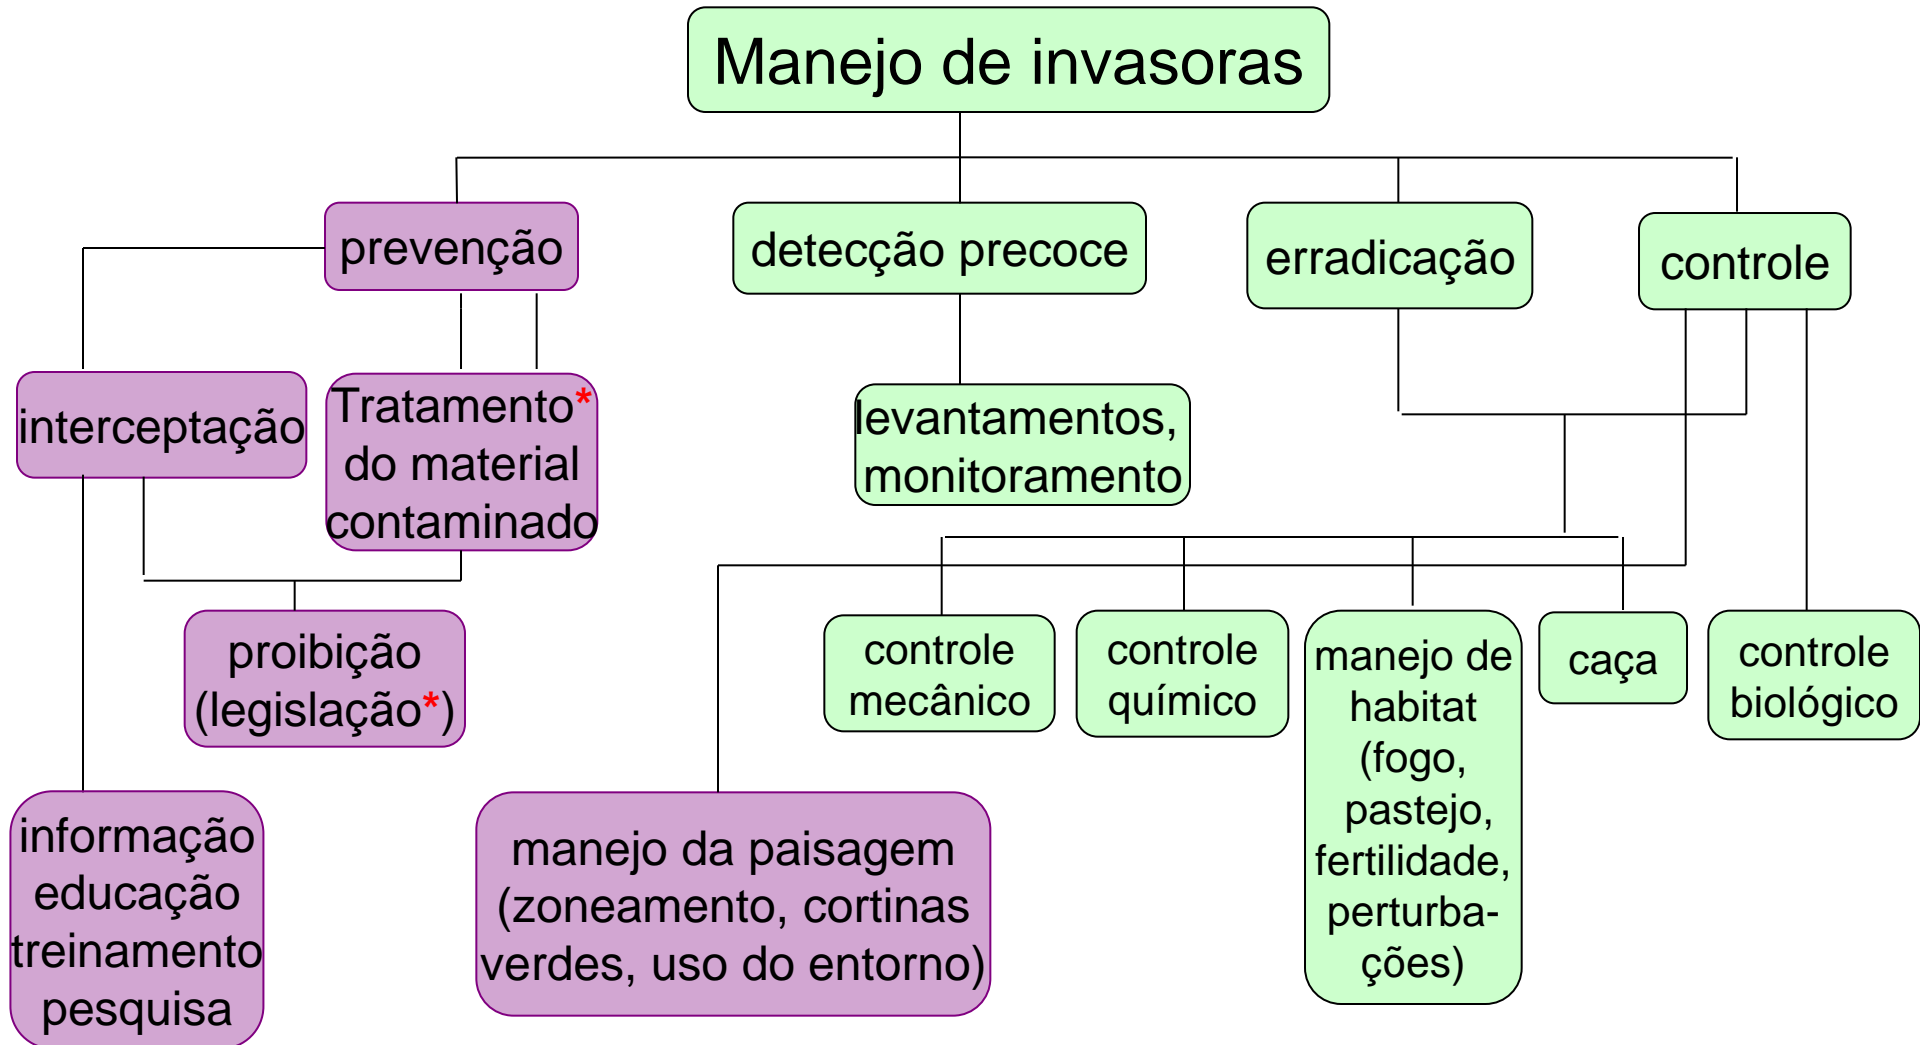 Manejo de invasoras
prevenção
detecção precoce
erradicação
controle
interceptação
Tratamento*
do material
contaminado
levantamentos,
monitoramento
proibição
(legislação*)
controle
mecânico
controle
químico
manejo de
habitat
(fogo,
pastejo,
fertilidade,
perturba-
ções)
caça
controle
biológico
informação
educação
treinamento
pesquisa
manejo da paisagem
(zoneamento, cortinas
verdes, uso do entorno)